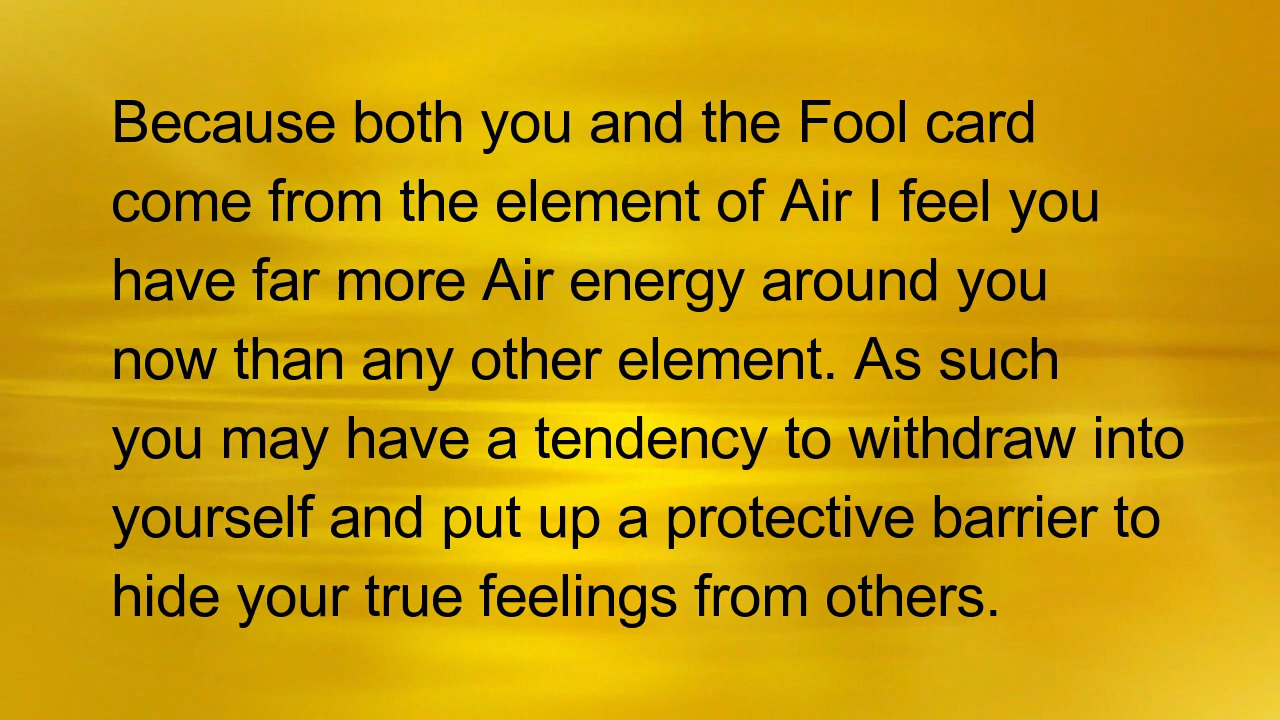 Because both you and the Fool card
come from the element of Air I feel you
have far more Air energy around you
now than any other element. As such
you may have a tendency to withdraw into
yourself and put up a protective barrier to
hide your true feelings from others.